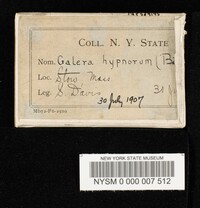 COLL. N. Y. STATE
Nom. Galera hypnorum (B
Loc. Stow Mass
Leg. S. Davis 30 J
30 July 1907
NEW YORK STATE MUSEUM
NYSM 0 000 007 512